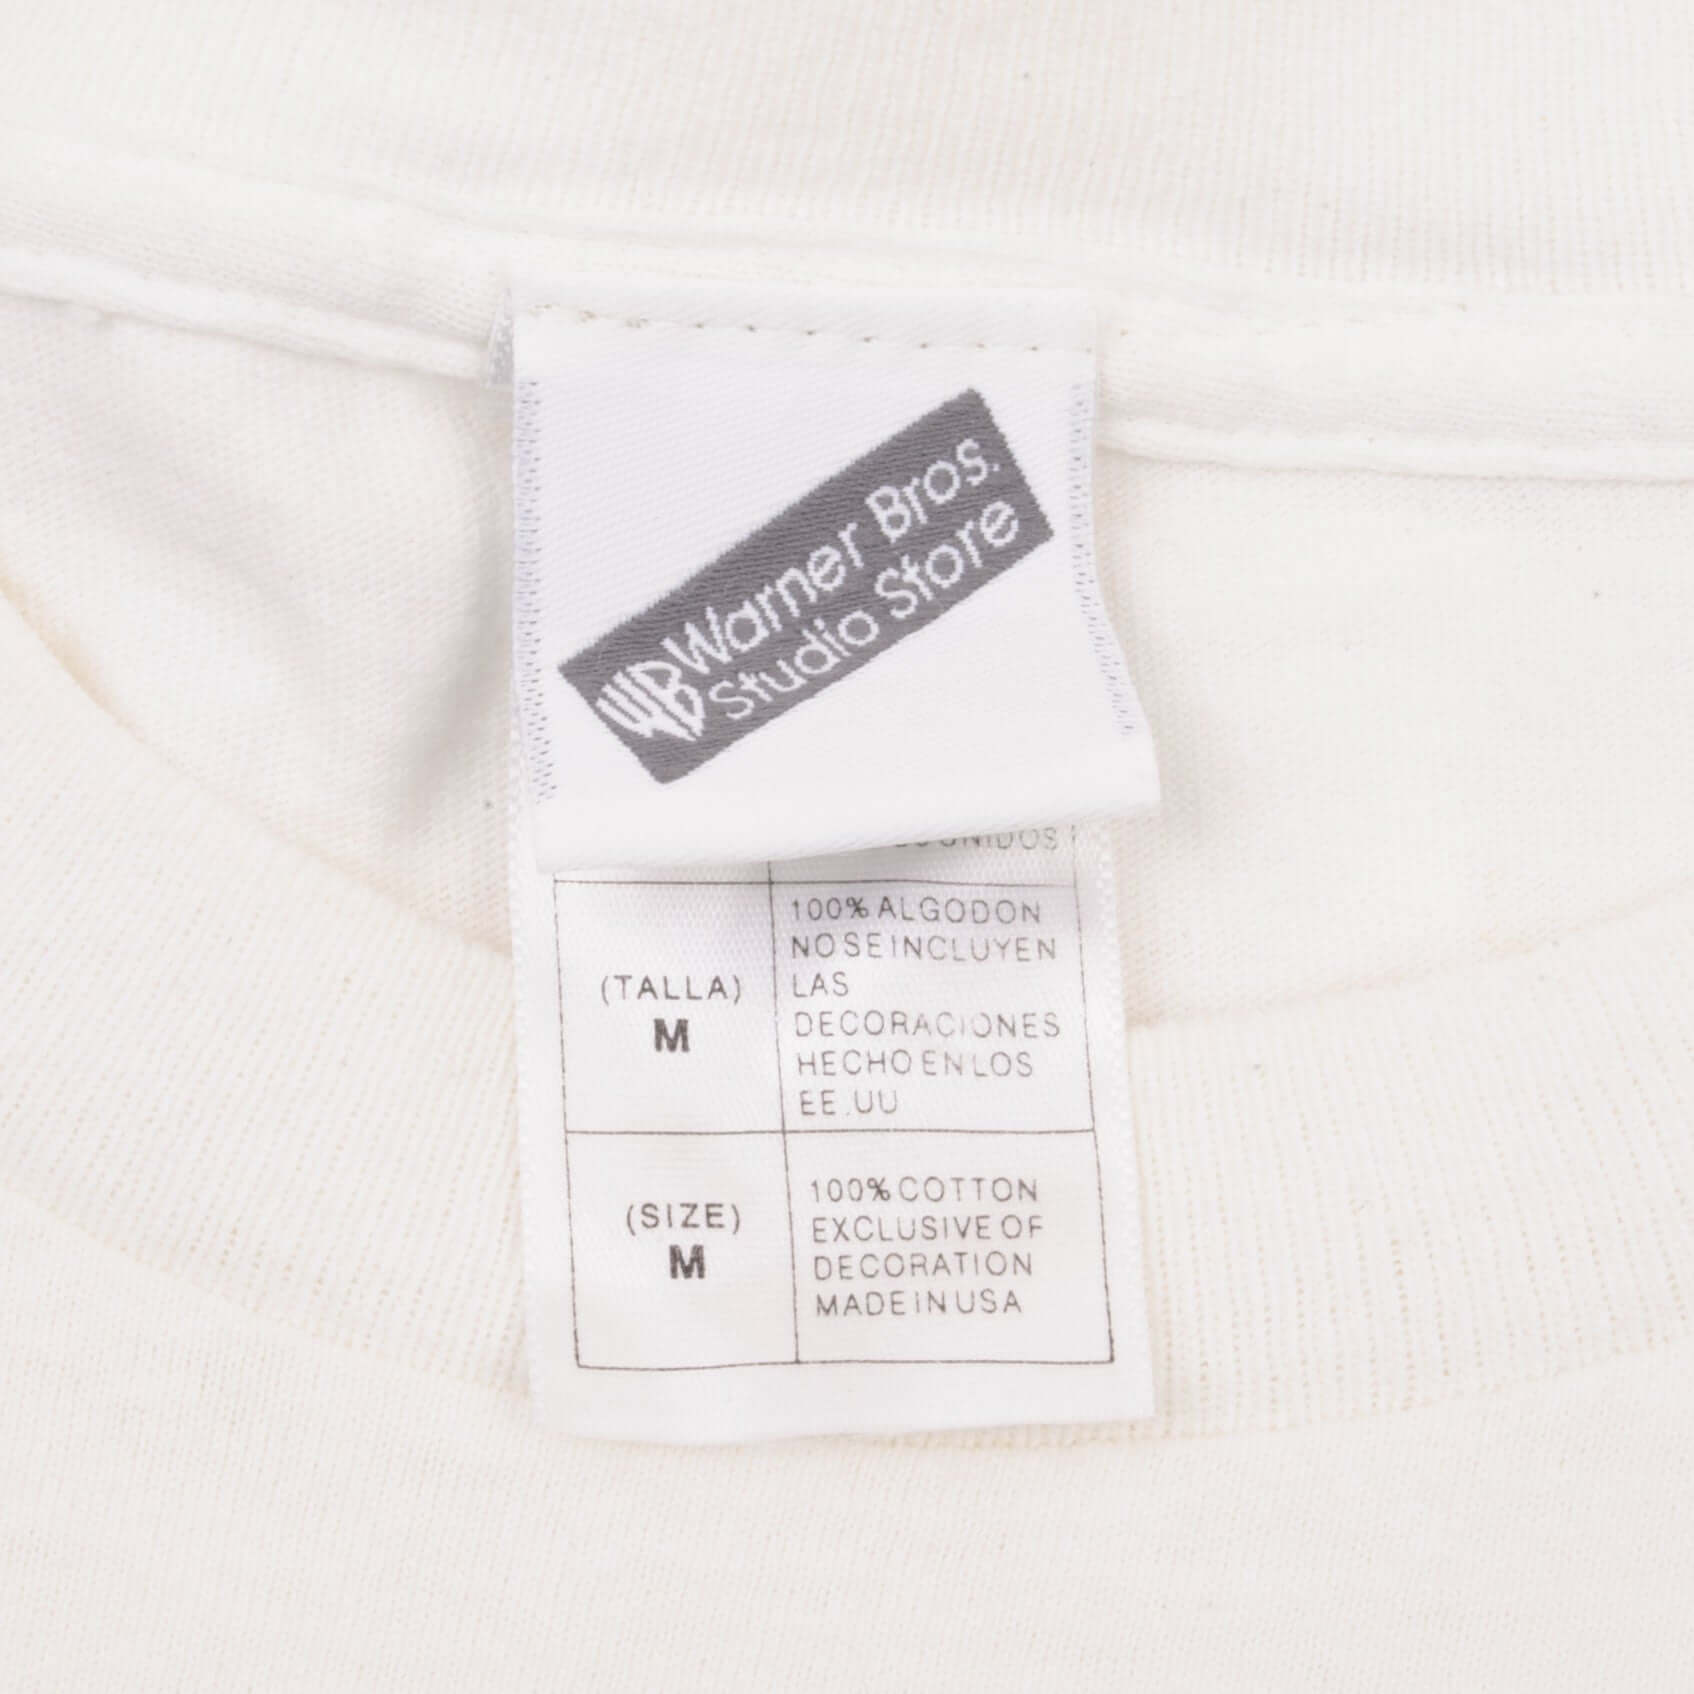 WB Warner Bros.
Studio Store
UNIDOS
(TALLA)
M
100% ALGODON
NO SE INCLUYEN
LAS
DECORACIONES
HECHO EN LOS
EE.UU
(SIZE)
M
100% COTTON
EXCLUSIVE OF
DECORATION
MADE IN USA